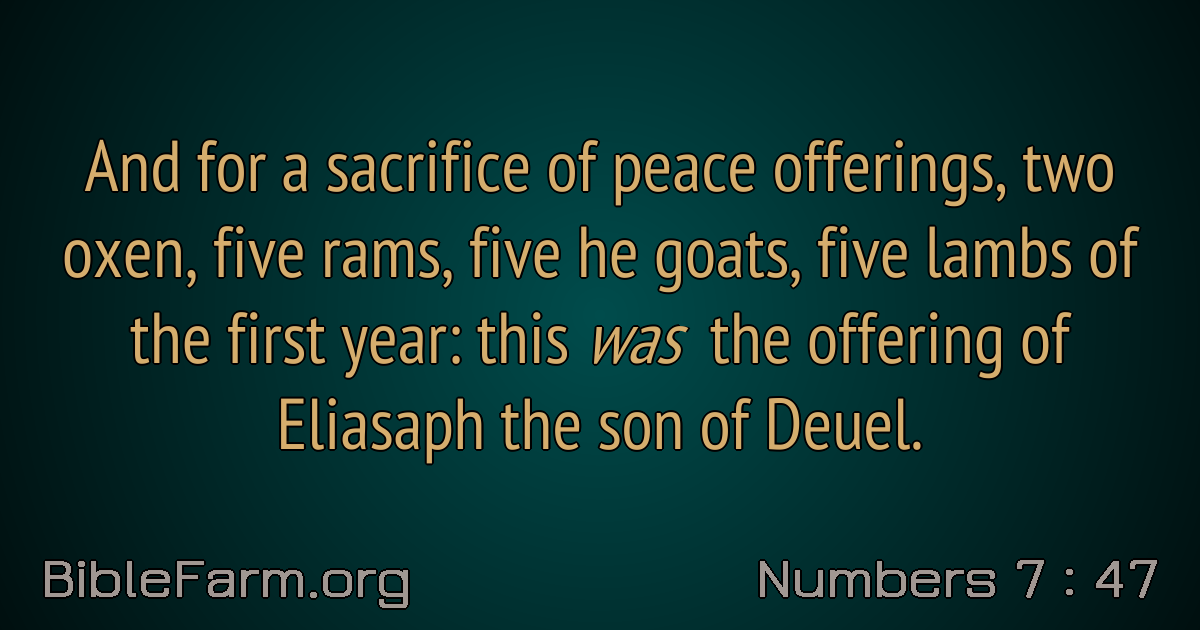 And for a sacrifice of peace offerings, two
oxen, five rams, five he goats, five lambs of
the first year: this was the offering of
Eliasaph the son of Deuel.
BibleFarm.org
Numbers 7 : 47